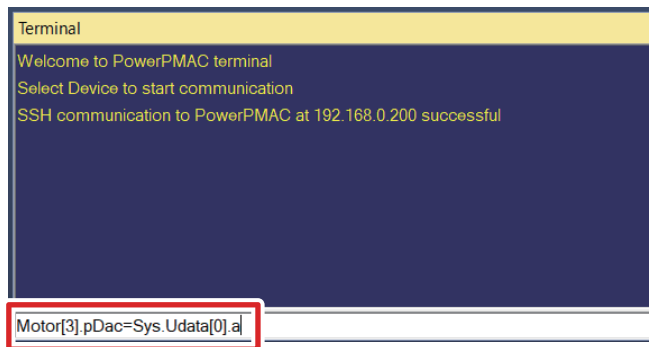 Terminal
Welcome to PowerPMAC terminal
Select Device to start communication
SSH communication to PowerPMAC at 192.168.0.200 successful
Motor[3].pDac=Sys.Udata[0].a